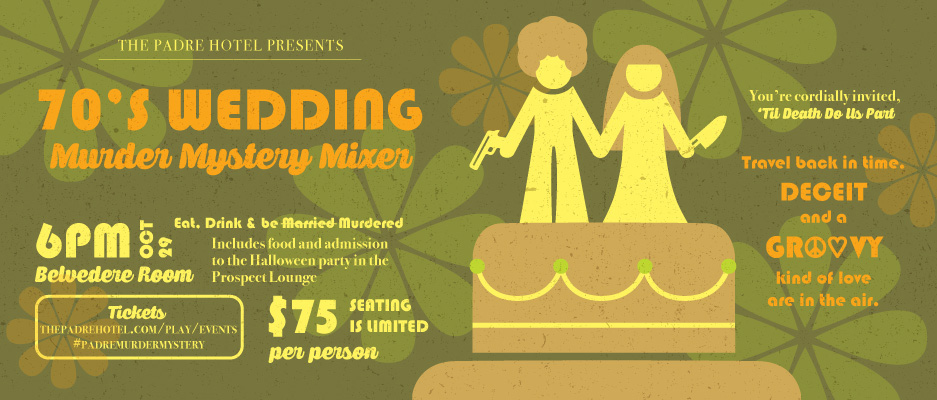 THE PADRE HOTEL PRESENTS
70'S WEDDING
Murder Mystery Mixer
6PM OCT 29
Belvedere Room
Eat, Drink & be Married Murdered
Includes food and admission
to the Halloween party in the
Prospect Lounge
Tickets
THEPADREHOTEL.COM/PLAY/EVENTS
#PADREMURDERMYSTERY
$75 SEATING
IS LIMITED
per person
You're cordially invited,
'Til Death Do Us Part
Travel back in time.
DECEIT
and a
GR☮♡VY
kind of love
are in the air.